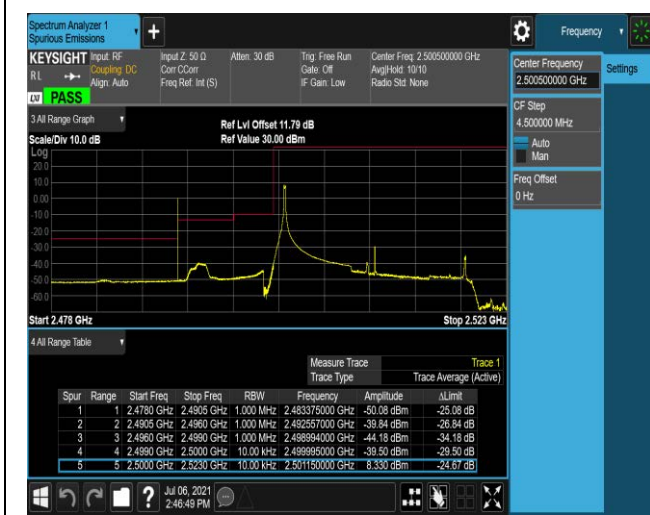 Spectrum Analyzer 1
Spurious Emissions
+
Frequency
KEYSIGHT
RL
Input: RF
Coupling: DC
Align: Auto
Input Z: 50 Ω
Corr CCorr
Freq Ref: Int (S)
Atten: 30 dB
Trig: Free Run
Gate: Off
IF Gain: Low
Center Freq: 2.500500000 GHz
Avg|Hold: 10/10
Radio Std: None
LXI PASS
Center Frequency
2.500500000 GHz
Settings
CF Step
4.500000 MHz
Auto
Man
Freq Offset
0 Hz
3 All Range Graph
Scale/Div 10.0 dB
Ref Lvl Offset 11.79 dB
Ref Value 30.00 dBm
Log
20.0
10.0
0.00
-10.0
-20.0
-30.0
-40.0
-50.0
-60.0
Start 2.478 GHz
Stop 2.523 GHz
4 All Range Table
Measure Trace Trace 1
Trace Type Trace Average (Active)
Spur Range Start Freq Stop Freq RBW Frequency Amplitude ΔLimit
1 1 2.4780 GHz 2.4905 GHz 1.000 MHz 2.483375000 GHz -50.08 dBm -25.08 dB
2 2 2.4905 GHz 2.4960 GHz 1.000 MHz 2.492557000 GHz -39.84 dBm -26.84 dB
3 3 2.4960 GHz 2.4990 GHz 1.000 MHz 2.498994000 GHz -44.18 dBm -34.18 dB
4 4 2.4990 GHz 2.5000 GHz 10.00 kHz 2.499995000 GHz -39.50 dBm -29.50 dB
5 5 2.5000 GHz 2.5230 GHz 10.00 kHz 2.501150000 GHz 8.330 dBm -24.67 dB
?
Jul 06, 2021
2:46:49 PM